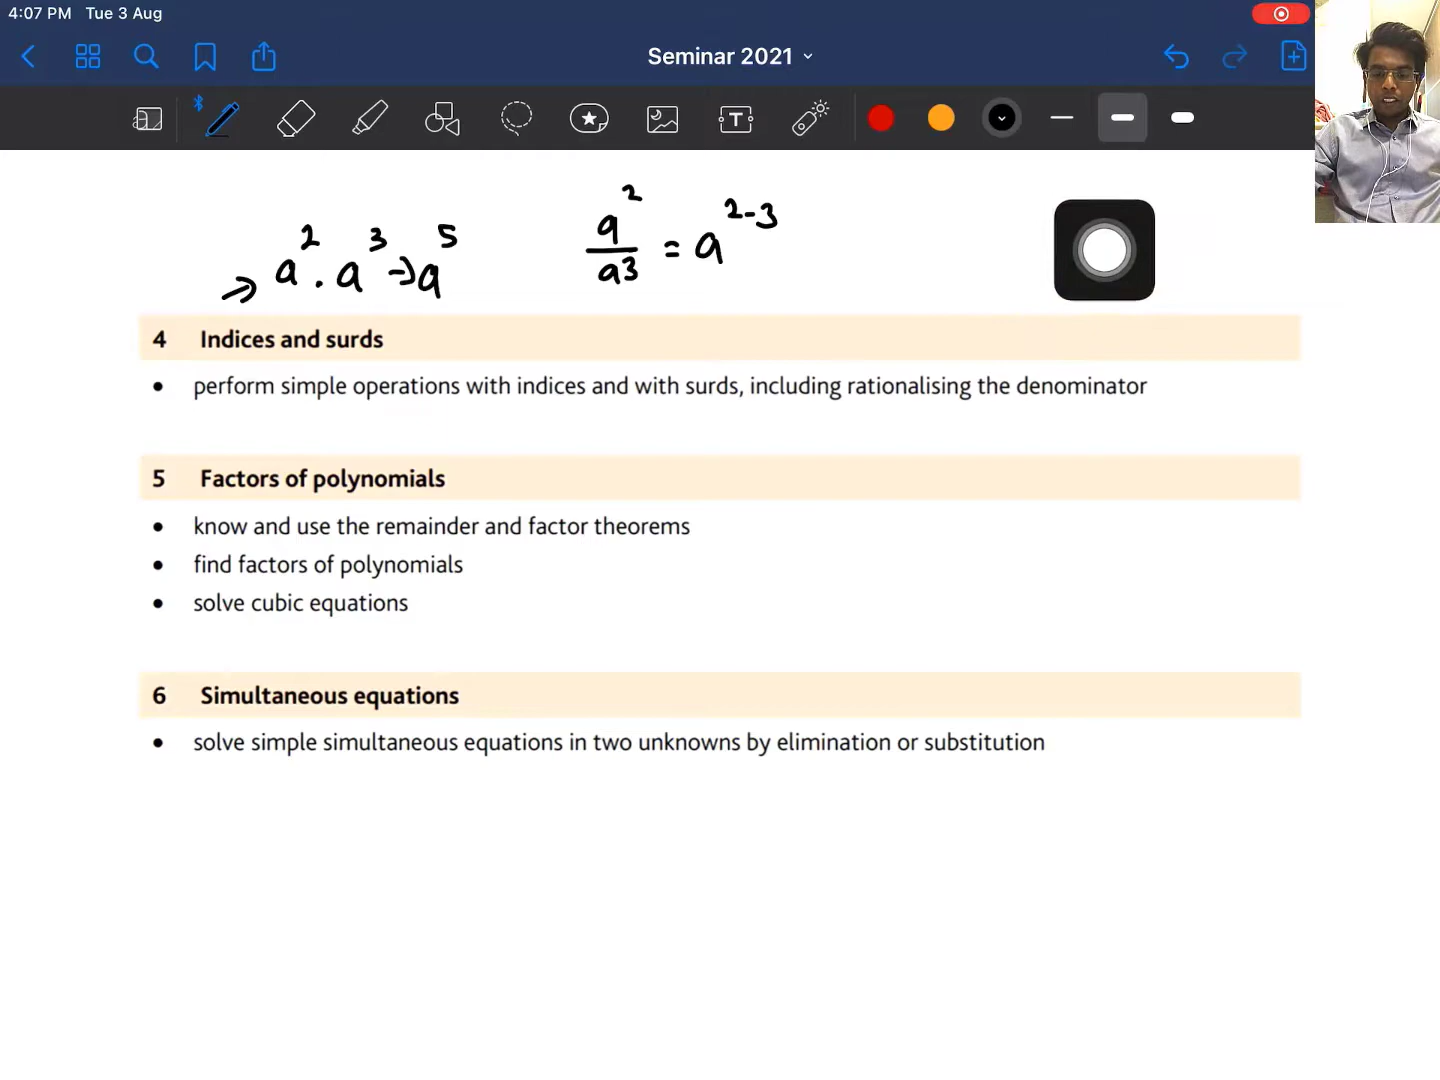 4:07 PM Tue 3 Aug
Seminar 2021
a² . a³ → a⁵
a²/a³ = a²⁻³
4 Indices and surds
• perform simple operations with indices and with surds, including rationalising the denominator
5 Factors of polynomials
• know and use the remainder and factor theorems
• find factors of polynomials
• solve cubic equations
6 Simultaneous equations
• solve simple simultaneous equations in two unknowns by elimination or substitution